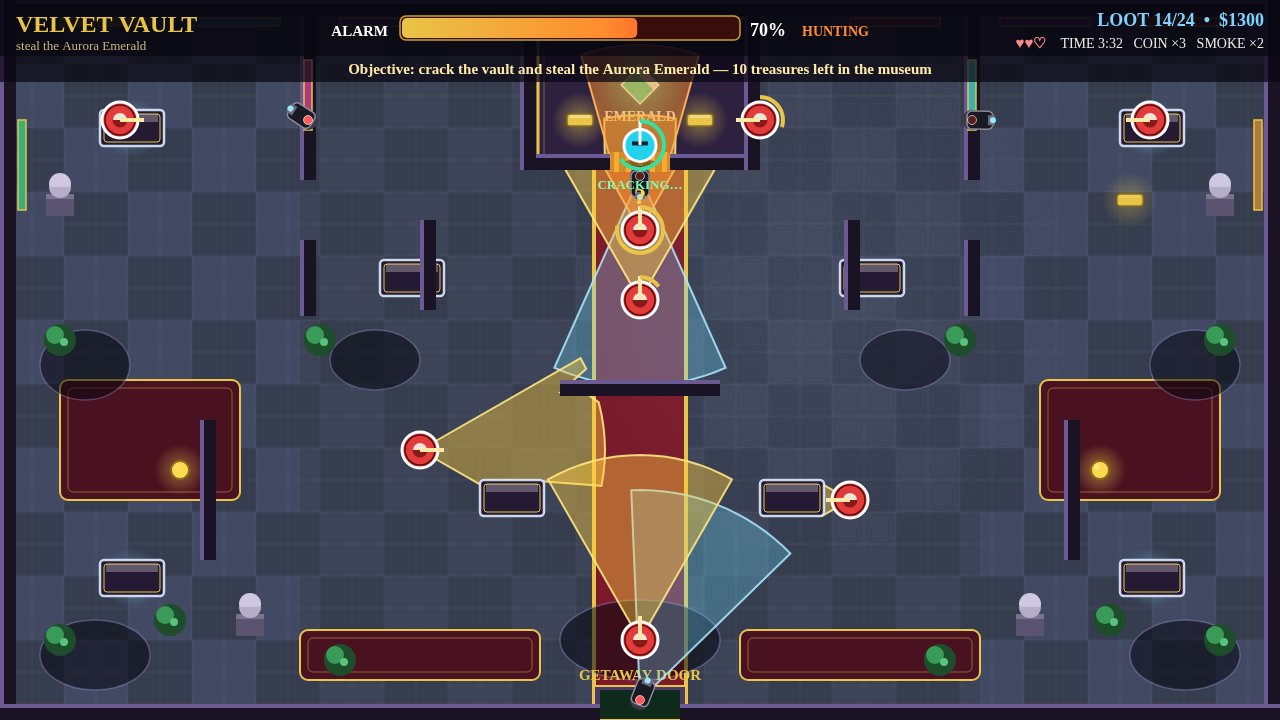 VELVET VAULT
steal the Aurora Emerald
ALARM 70% HUNTING
LOOT 14/24 • $1300
♥♥♡ TIME 3:32 COIN ×3 SMOKE ×2
Objective: crack the vault and steal the Aurora Emerald — 10 treasures left in the museum
EMERALD
CRACKING…
GETAWAY DOOR